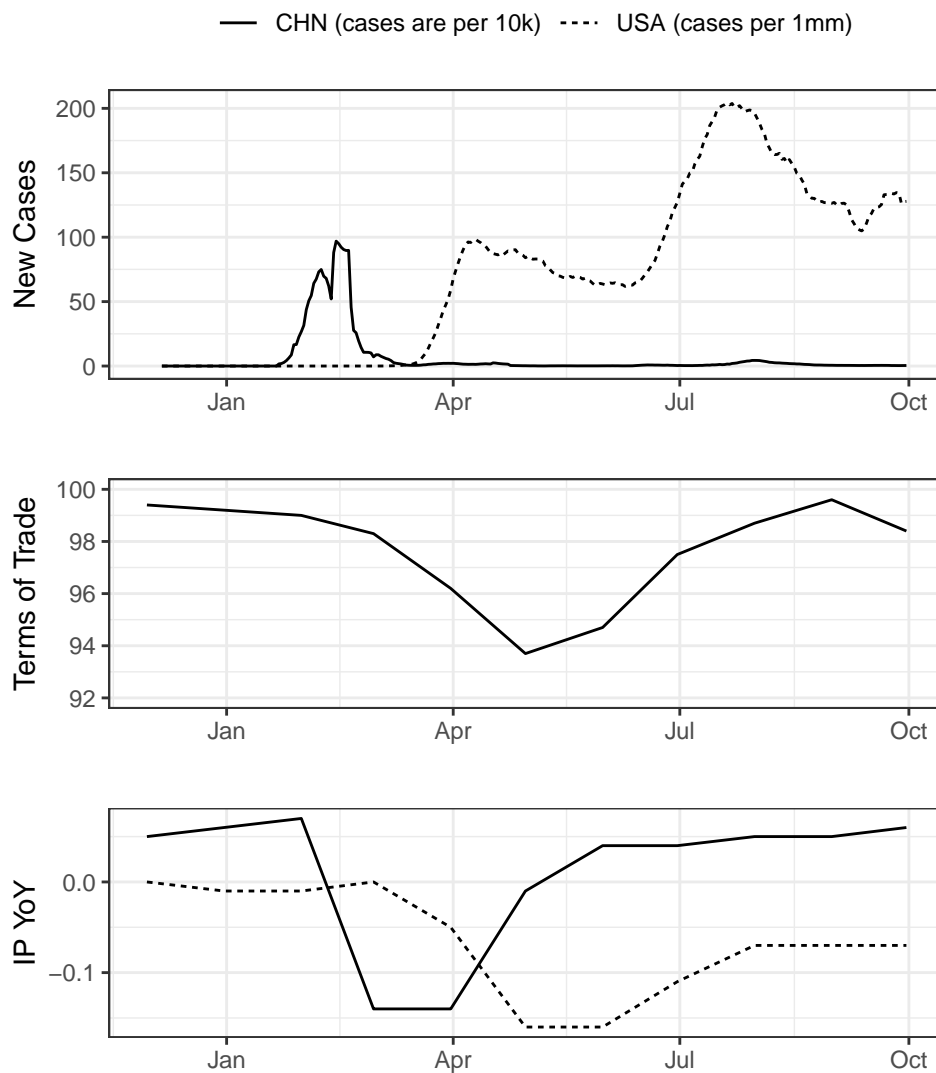 CHN (cases are per 10k) USA (cases per 1mm)
New Cases
200
150
100
50
0
Jan Apr Jul Oct
Terms of Trade
100
98
96
94
92
Jan Apr Jul Oct
IP YoY
0.0
−0.1
Jan Apr Jul Oct